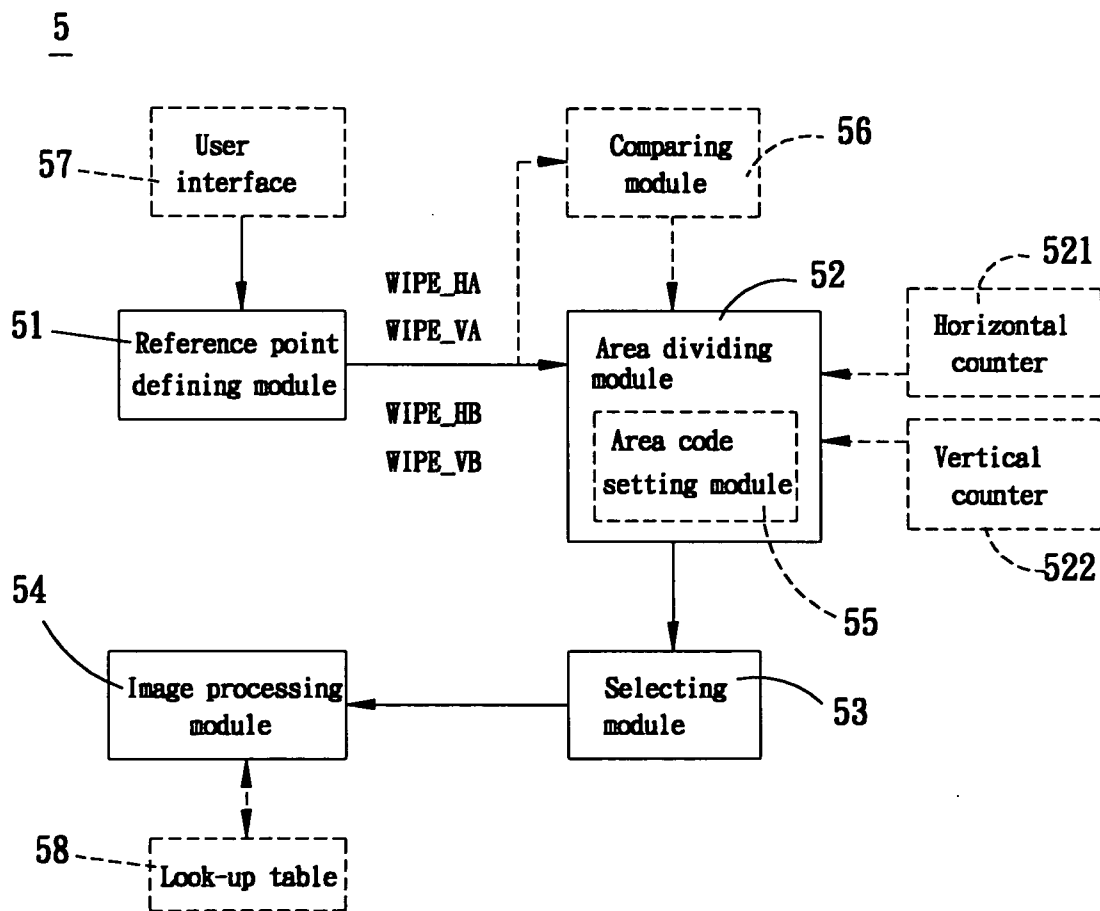 5
User
interface
57
Comparing
module
56
521
Horizontal
counter
52
WIPE_HA
WIPE_VA
51
Reference point
defining module
Area dividing
module
WIPE_HB
WIPE_VB
Area code
setting module
Vertical
counter
522
55
54
Image processing
module
Selecting
module
53
58
Look-up table